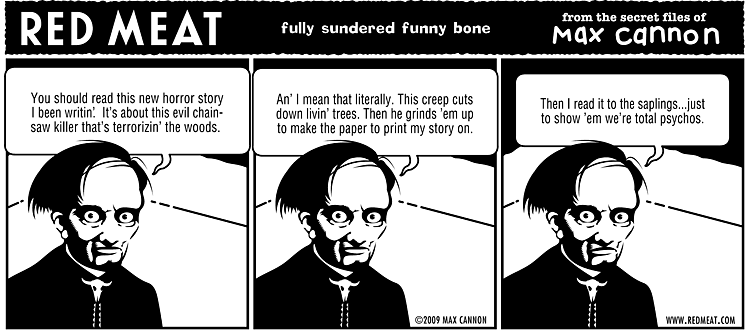 RED MEAT
fully sundered funny bone
from the secret files of
Max Cannon
You should read this new horror story
I been writin'. It's about this evil chain-
saw killer that's terrorizin' the woods.
An' I mean that literally. This creep cuts
down livin' trees. Then he grinds 'em up
to make the paper to print my story on.
Then I read it to the saplings...just
to show 'em we're total psychos.
©2009 MAX CANNON
WWW.REDMEAT.COM